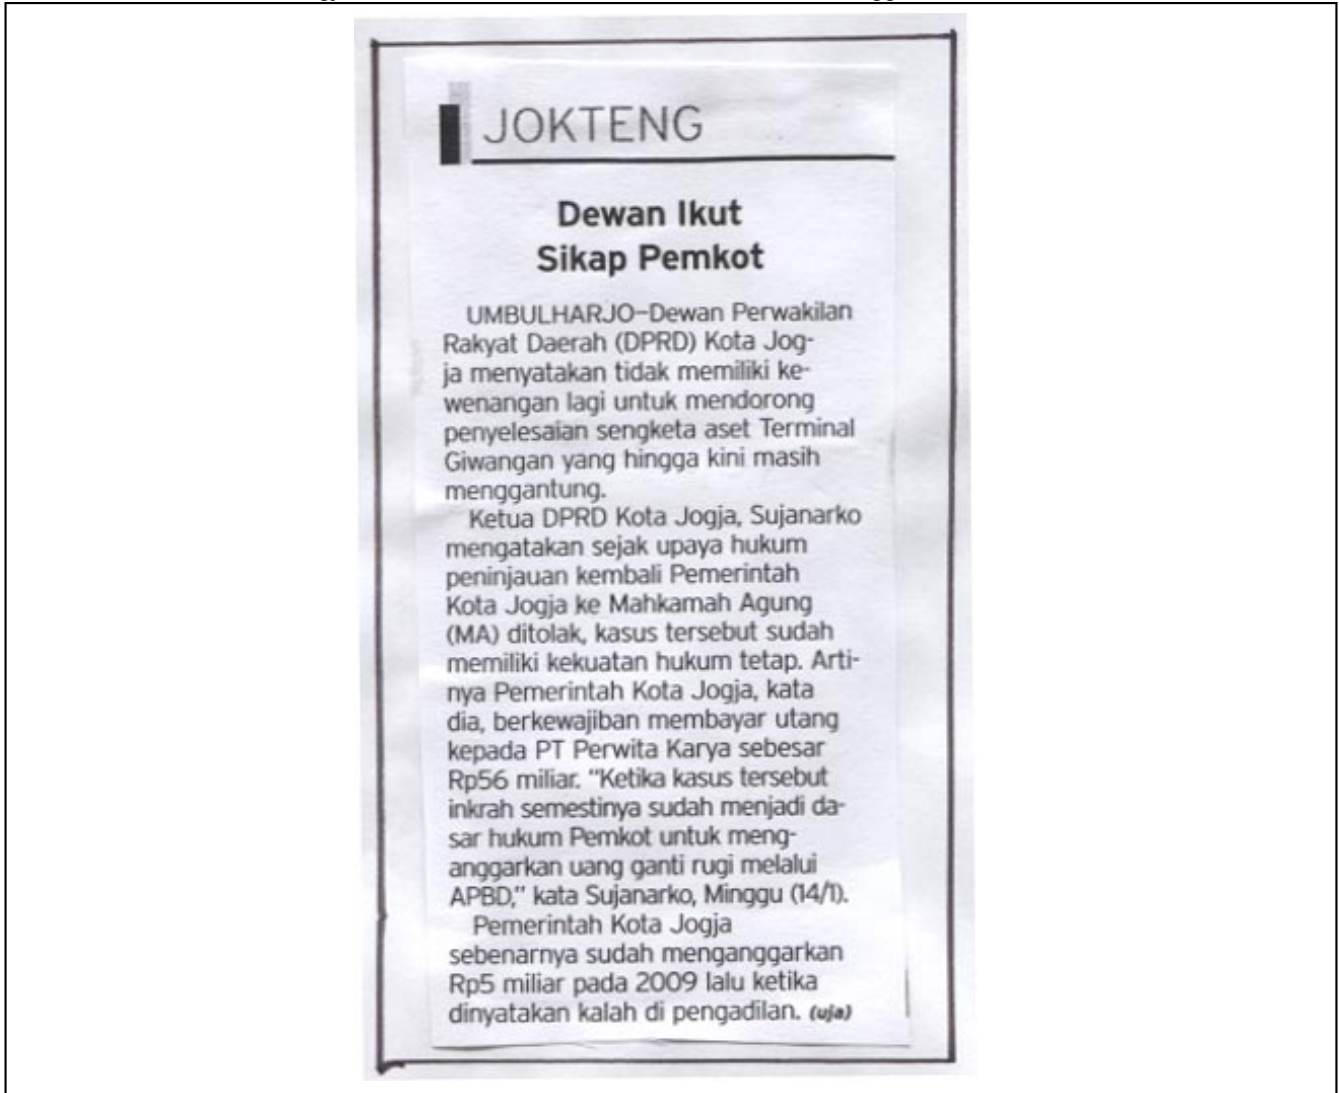 JOKTENG
Dewan Ikut
Sikap Pemkot
UMBULHARJO–Dewan Perwakilan
Rakyat Daerah (DPRD) Kota Jog-
ja menyatakan tidak memiliki ke-
wenangan lagi untuk mendorong
penyelesaian sengketa aset Terminal
Giwangan yang hingga kini masih
menggantung.
Ketua DPRD Kota Jogja, Sujanarko
mengatakan sejak upaya hukum
peninjauan kembali Pemerintah
Kota Jogja ke Mahkamah Agung
(MA) ditolak, kasus tersebut sudah
memiliki kekuatan hukum tetap. Arti-
nya Pemerintah Kota Jogja, kata
dia, berkewajiban membayar utang
kepada PT Perwita Karya sebesar
Rp56 miliar. “Ketika kasus tersebut
inkrah semestinya sudah menjadi da-
sar hukum Pemkot untuk meng-
anggarkan uang ganti rugi melalui
APBD,” kata Sujanarko, Minggu (14/1).
Pemerintah Kota Jogja
sebenarnya sudah menganggarkan
Rp5 miliar pada 2009 lalu ketika
dinyatakan kalah di pengadilan. (uja)